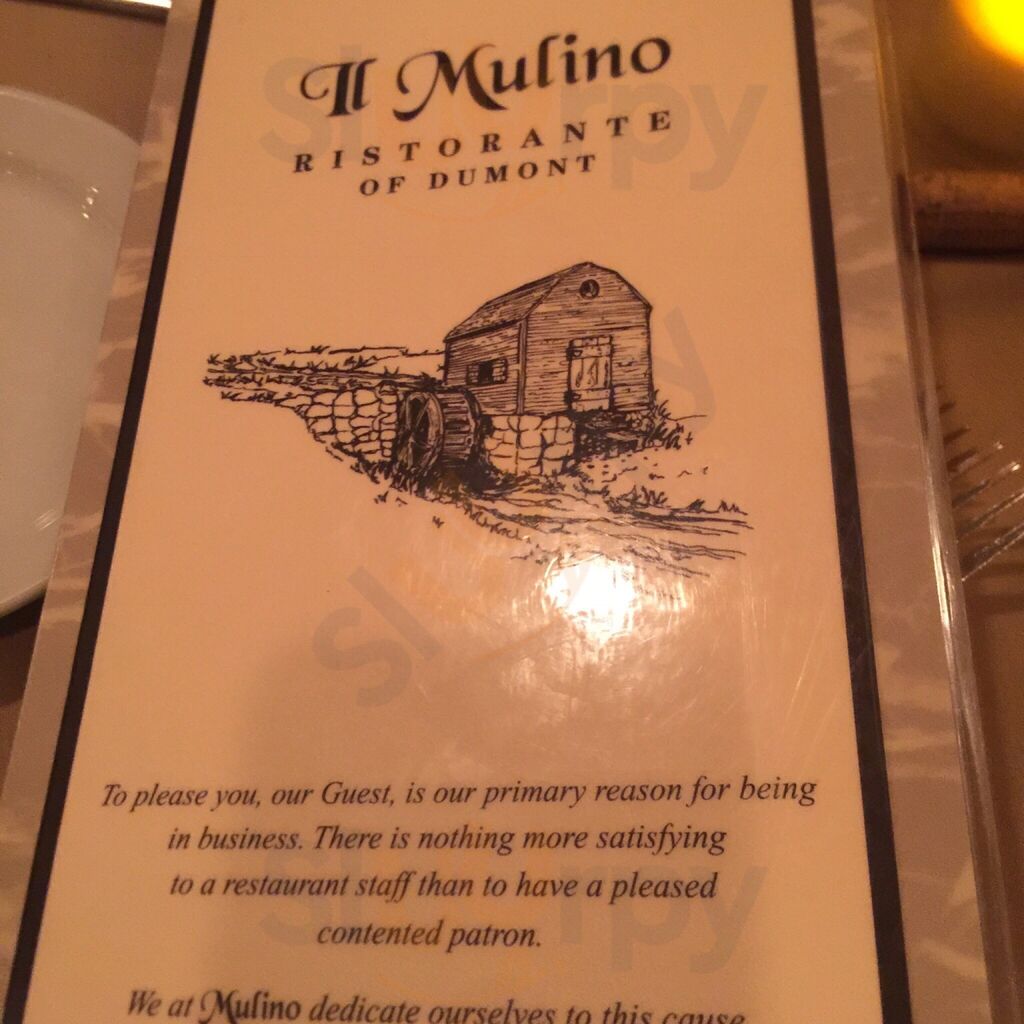 Il Mulino
RISTORANTE
OF DUMONT
To please you, our Guest, is our primary reason for being
in business. There is nothing more satisfying
to a restaurant staff than to have a pleased
contented patron.
We at Mulino dedicate ourselves to this cause